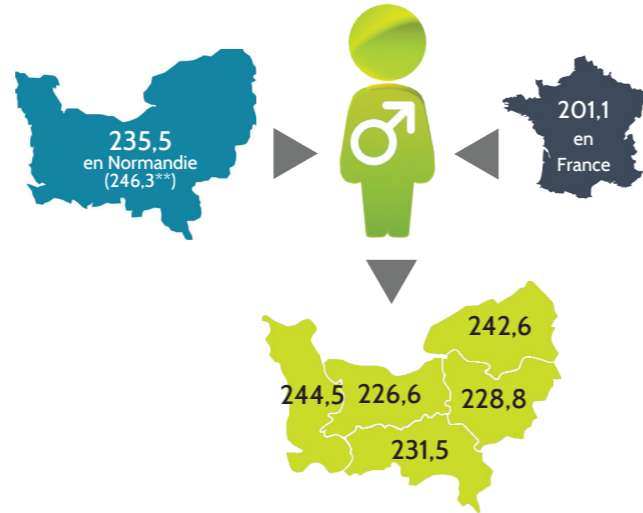 235,5
en Normandie
(246,3**)
201,1
en
France
242,6
244,5
226,6
228,8
231,5